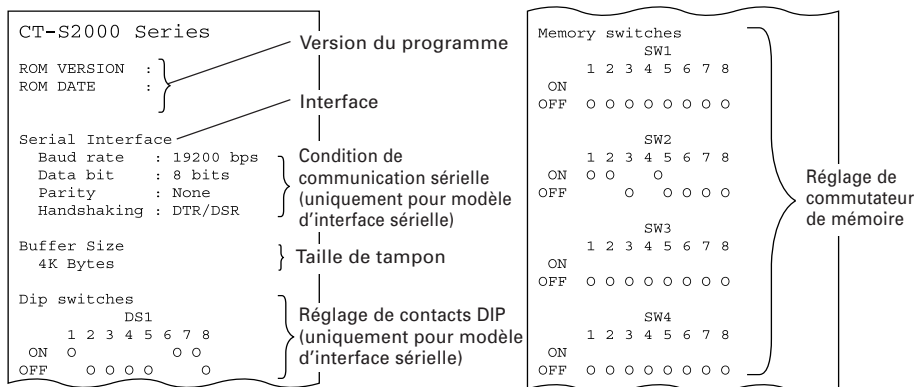 CT-S2000 Series
ROM VERSION :
ROM DATE :
Version du programme
Interface
Serial Interface
Baud rate : 19200 bps
Data bit : 8 bits
Parity : None
Handshaking : DTR/DSR
Condition de
communication sérielle
(uniquement pour modèle
d'interface sérielle)
Buffer Size
4K Bytes
Taille de tampon
Dip switches
DS1
1 2 3 4 5 6 7 8
ON O O O
OFF O O O O O
Réglage de contacts DIP
(uniquement pour modèle
d'interface sérielle)
Memory switches
SW1
1 2 3 4 5 6 7 8
ON
OFF O O O O O O O O
SW2
1 2 3 4 5 6 7 8
ON O O O
OFF O O O O O
SW3
1 2 3 4 5 6 7 8
ON
OFF O O O O O O O O
SW4
1 2 3 4 5 6 7 8
ON
OFF O O O O O O O O
Réglage de
commutateur
de mémoire